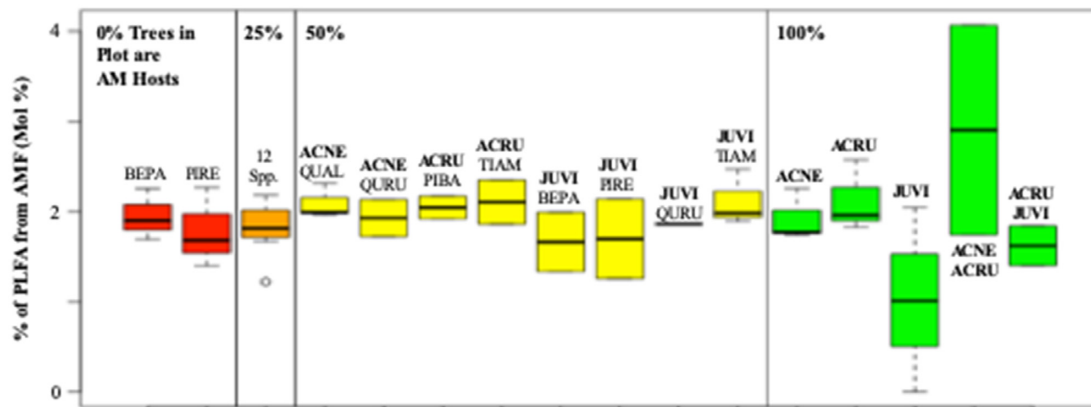 % of PLFA from AMF (Mol %)
4
2
0
0% Trees in
Plot are
AM Hosts
25%
50%
100%
BEPA
PIRE
12
Spp.
ACNE
QUAL
ACNE
QURU
ACRU
PIBA
ACRU
TIAM
JUVI
BEPA
JUVI
PIRE
JUVI
QURU
JUVI
TIAM
ACNE
ACRU
JUVI
ACNE
ACRU
ACRU
JUVI